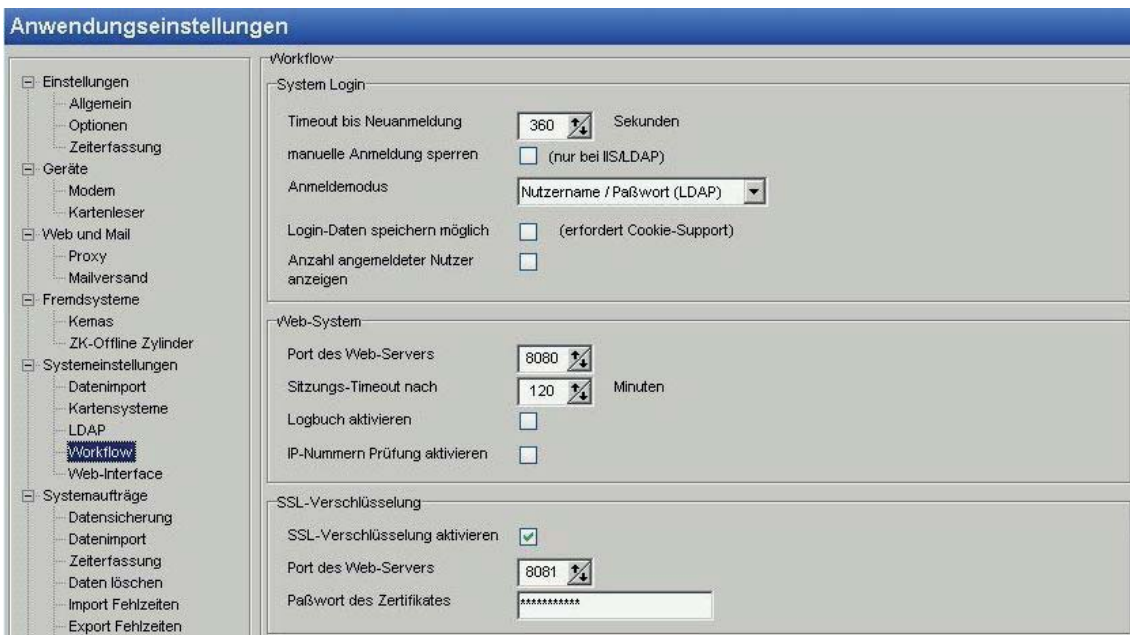 Anwendungseinstellungen
Einstellungen
Allgemein
Optionen
Zeiterfassung
Geräte
Modem
Kartenleser
Web und Mail
Proxy
Mailversand
Fremdsysteme
Kemas
ZK-Offline Zylinder
Systemeinstellungen
Datenimport
Kartensysteme
LDAP
Workflow
Web-Interface
Systemaufträge
Datensicherung
Datenimport
Zeiterfassung
Daten löschen
Import Fehlzeiten
Export Fehlzeiten
Workflow
System Login
Timeout bis Neuanmeldung 360 Sekunden
manuelle Anmeldung sperren (nur bei IIS/LDAP)
Anmeldemodus Nutzername / Paßwort (LDAP)
Login-Daten speichern möglich (erfordert Cookie-Support)
Anzahl angemeldeter Nutzer
anzeigen
Web-System
Port des Web-Servers 8080
Sitzungs-Timeout nach 120 Minuten
Logbuch aktivieren
IP-Nummern Prüfung aktivieren
SSL-Verschlüsselung
SSL-Verschlüsselung aktivieren
Port des Web-Servers 8081
Paßwort des Zertifikates ***********